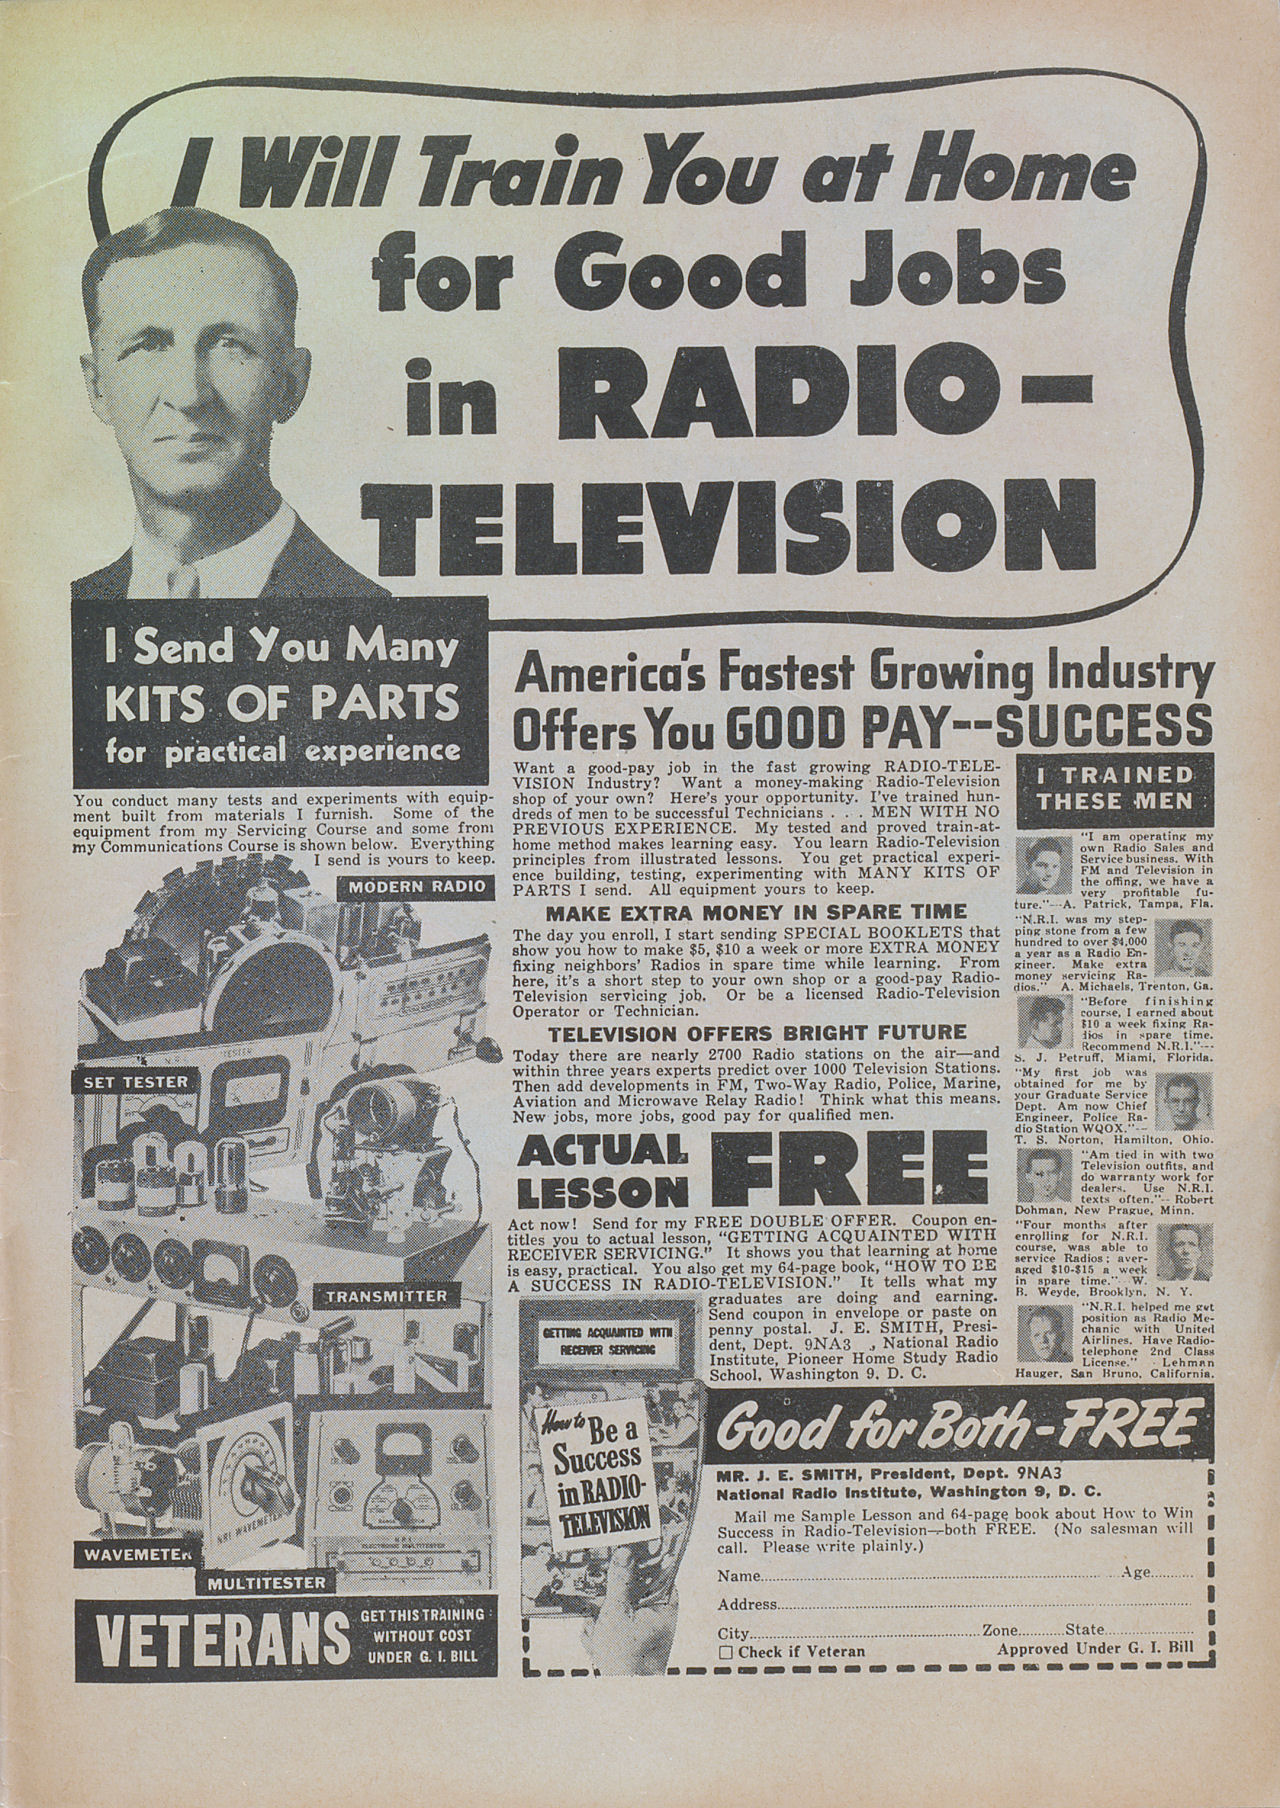 I Will Train You at Home
for Good Jobs
in RADIO-
TELEVISION
I Send You Many
KITS OF PARTS
for practical experience
You conduct many tests and experiments with equip-
ment built from materials I furnish. Some of the
equipment from my Servicing Course and some from
my Communications Course is shown below. Everything
I send is yours to keep.
MODERN RADIO
N.R.I. TESTER
SET TESTER
TRANSMITTER
WAVEMETER
N.R.I. WAVEMETER
MULTITESTER
N.R.I.
ELECTRONIC MULTITESTER
VETERANS
GET THIS TRAINING
WITHOUT COST
UNDER G. I. BILL
America's Fastest Growing Industry
Offers You GOOD PAY--SUCCESS
Want a good-pay job in the fast growing RADIO-TELE-
VISION Industry? Want a money-making Radio-Television
shop of your own? Here's your opportunity. I've trained hun-
dreds of men to be successful Technicians . . . MEN WITH NO
PREVIOUS EXPERIENCE. My tested and proved train-at-
home method makes learning easy. You learn Radio-Television
principles from illustrated lessons. You get practical experi-
ence building, testing, experimenting with MANY KITS OF
PARTS I send. All equipment yours to keep.
MAKE EXTRA MONEY IN SPARE TIME
The day you enroll, I start sending SPECIAL BOOKLETS that
show you how to make $5, $10 a week or more EXTRA MONEY
fixing neighbors' Radios in spare time while learning. From
here, it's a short step to your own shop or a good-pay Radio-
Television servicing job. Or be a licensed Radio-Television
Operator or Technician.
TELEVISION OFFERS BRIGHT FUTURE
Today there are nearly 2700 Radio stations on the air—and
within three years experts predict over 1000 Television Stations.
Then add developments in FM, Two-Way Radio, Police, Marine,
Aviation and Microwave Relay Radio! Think what this means.
New jobs, more jobs, good pay for qualified men.
ACTUAL
LESSON FREE
Act now! Send for my FREE DOUBLE OFFER. Coupon en-
titles you to actual lesson, "GETTING ACQUAINTED WITH
RECEIVER SERVICING." It shows you that learning at home
is easy, practical. You also get my 64-page book, "HOW TO BE
A SUCCESS IN RADIO-TELEVISION." It tells what my
graduates are doing and earning.
Send coupon in envelope or paste on
penny postal. J. E. SMITH, Presi-
dent, Dept. 9NA3 , National Radio
Institute, Pioneer Home Study Radio
School, Washington 9, D. C.
GETTING ACQUAINTED WITH
RECEIVER SERVICING
How to
Be a
Success
in RADIO-
TELEVISION
I TRAINED
THESE MEN
"I am operating my
own Radio Sales and
Service business. With
FM and Television in
the offing, we have a
very profitable fu-
ture."—A. Patrick, Tampa, Fla.
"N.R.I. was my step-
ping stone from a few
hundred to over $4,000
a year as a Radio En-
gineer. Make extra
money servicing Ra-
dios." A. Michaels, Trenton, Ga.
"Before finishing
course, I earned about
$10 a week fixing Ra-
dios in spare time.
Recommend N.R.I."—
S. J. Petruff, Miami, Florida.
"My first job was
obtained for me by
your Graduate Service
Dept. Am now Chief
Engineer, Police Ra-
dio Station WQOX."—
T. S. Norton, Hamilton, Ohio.
"Am tied in with two
Television outfits, and
do warranty work for
dealers. Use N.R.I.
texts often."—Robert
Dohman, New Prague, Minn.
"Four months after
enrolling for N.R.I.
course, was able to
service Radios; aver-
aged $10-$15 a week
in spare time." W.
B. Weyde, Brooklyn, N. Y.
"N.R.I. helped me get
position as Radio Me-
chanic with United
Airlines. Have Radio-
telephone 2nd Class
License." Lehman
Hauger, San Bruno, California.
Good for Both-FREE
MR. J. E. SMITH, President, Dept. 9NA3
National Radio Institute, Washington 9, D. C.
Mail me Sample Lesson and 64-page book about How to Win
Success in Radio-Television—both FREE. (No salesman will
call. Please write plainly.)
Name.................... Age..........
Address....................
City.................... Zone.......... State..........
Check if Veteran Approved Under G. I. Bill